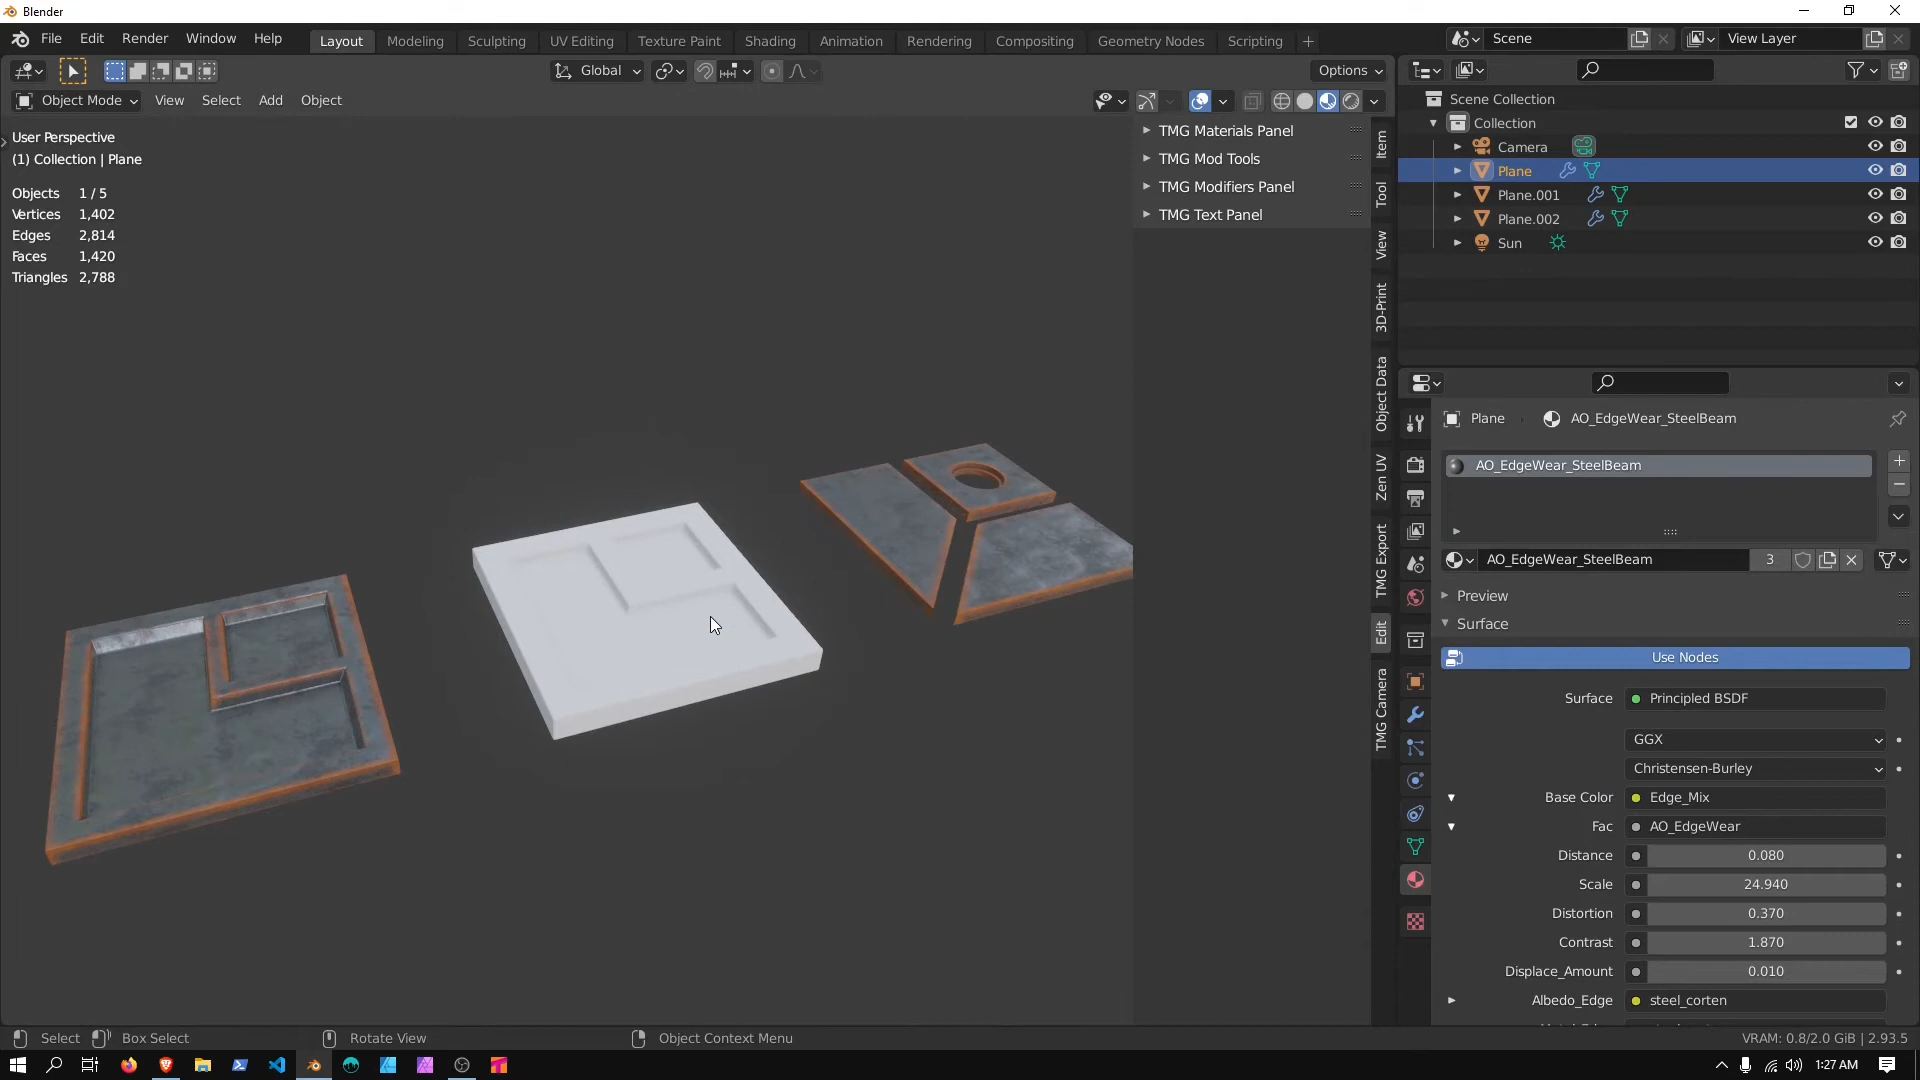 Blender
File Edit Render Window Help
Layout Modeling Sculpting UV Editing Texture Paint Shading Animation Rendering Compositing Geometry Nodes Scripting +
Scene
View Layer
Global
Options
Object Mode View Select Add Object
User Perspective
(1) Collection | Plane
Objects 1 / 5
Vertices 1,402
Edges 2,814
Faces 1,420
Triangles 2,788
TMG Materials Panel
TMG Mod Tools
TMG Modifiers Panel
TMG Text Panel
Item
Tool
View
3D-Print
Object Data
Zen UV
TMG Export
Edit
TMG Camera
Scene Collection
Collection
Camera
Plane
Plane.001
Plane.002
Sun
Plane AO_EdgeWear_SteelBeam
AO_EdgeWear_SteelBeam
AO_EdgeWear_SteelBeam 3
Preview
Surface
Use Nodes
Surface Principled BSDF
GGX
Christensen-Burley
Base Color Edge_Mix
Fac AO_EdgeWear
Distance 0.080
Scale 24.940
Distortion 0.370
Contrast 1.870
Displace_Amount 0.010
Albedo_Edge steel_corten
Select Box Select Rotate View Object Context Menu
VRAM: 0.8/2.0 GiB | 2.93.5
1:27 AM